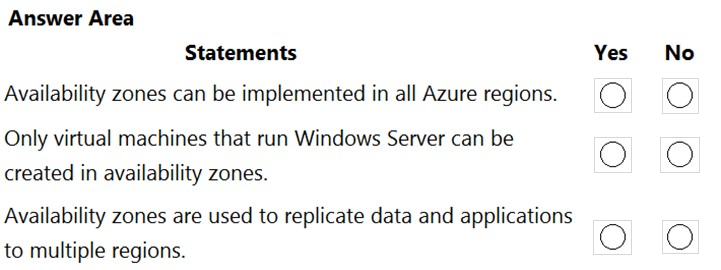 Answer Area
Statements Yes No
Availability zones can be implemented in all Azure regions.
Only virtual machines that run Windows Server can be
created in availability zones.
Availability zones are used to replicate data and applications
to multiple regions.